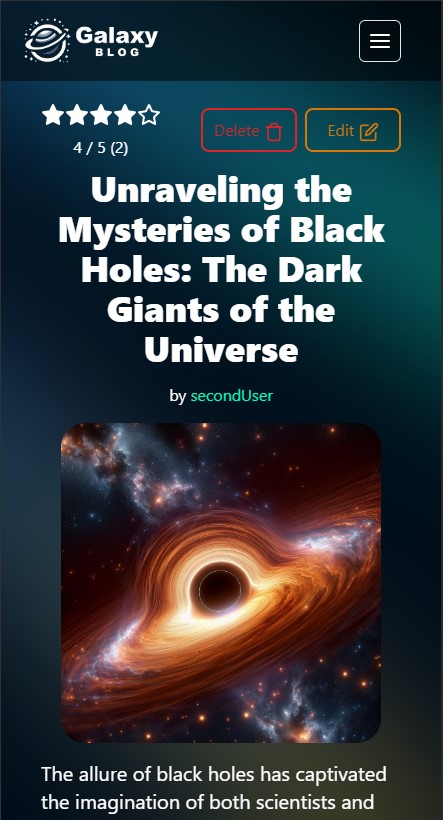 Galaxy
BLOG
Delete
Edit
4 / 5 (2)
Unraveling the
Mysteries of Black
Holes: The Dark
Giants of the
Universe
by secondUser
The allure of black holes has captivated
the imagination of both scientists and